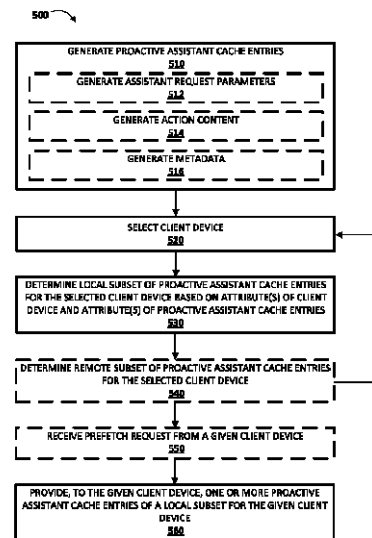 500
GENERATE PROACTIVE ASSISTANT CACHE ENTRIES
510
GENERATE ASSISTANT REQUEST PARAMETERS
512
GENERATE ACTION CONTENT
514
GENERATE METADATA
516
SELECT CLIENT DEVICE
520
DETERMINE LOCAL SUBSET OF PROACTIVE ASSISTANT CACHE ENTRIES
FOR THE SELECTED CLIENT DEVICE BASED ON ATTRIBUTE(S) OF CLIENT
DEVICE AND ATTRIBUTE(S) OF PROACTIVE ASSISTANT CACHE ENTRIES
530
DETERMINE REMOTE SUBSET OF PROACTIVE ASSISTANT CACHE ENTRIES
FOR THE SELECTED CLIENT DEVICE
540
RECEIVE PREFETCH REQUEST FROM A GIVEN CLIENT DEVICE
550
PROVIDE, TO THE GIVEN CLIENT DEVICE, ONE OR MORE PROACTIVE
ASSISTANT CACHE ENTRIES OF A LOCAL SUBSET FOR THE GIVEN CLIENT
DEVICE
560